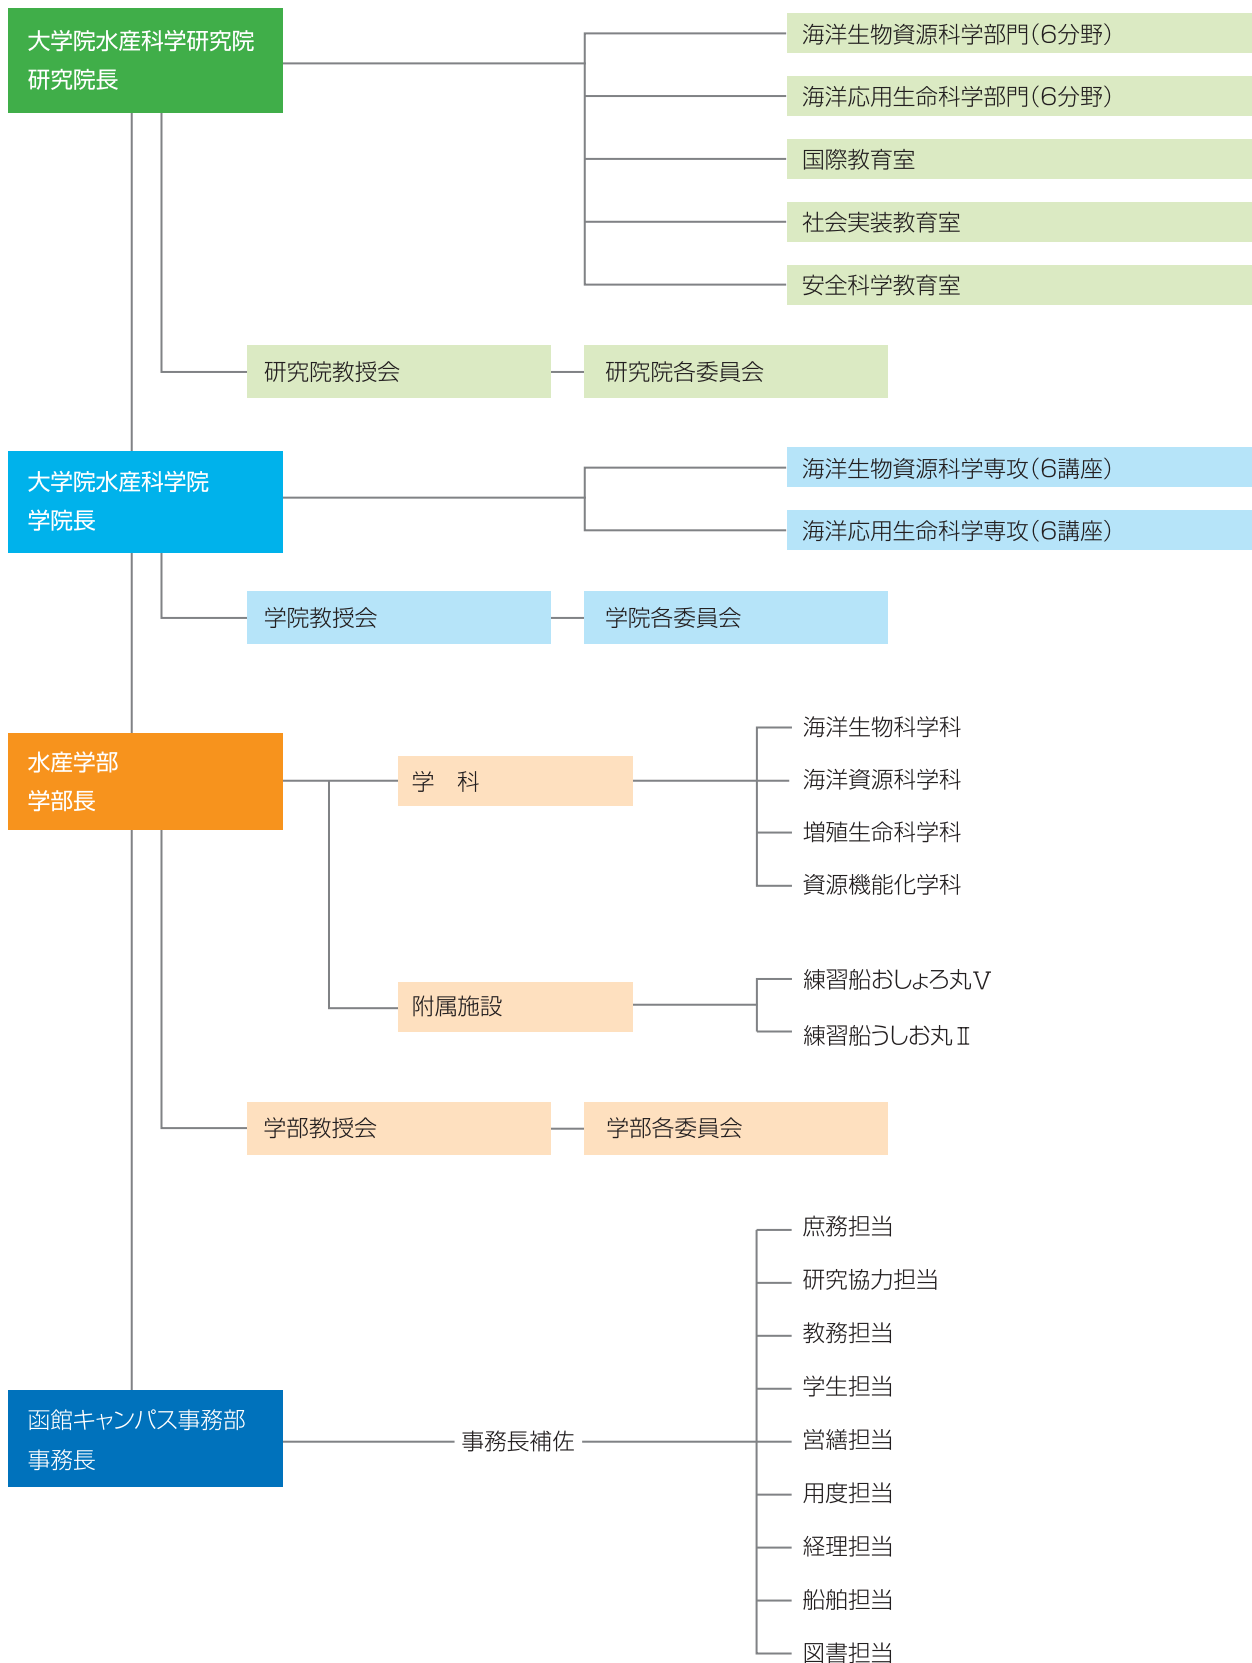 大学院水産科学研究院
研究院長
海洋生物資源科学部門（6分野）
海洋応用生命科学部門（6分野）
国際教育室
社会実装教育室
安全科学教育室
研究院教授会
研究院各委員会
大学院水産科学院
学院長
海洋生物資源科学専攻（6講座）
海洋応用生命科学専攻（6講座）
学院教授会
学院各委員会
水産学部
学部長
学　科
海洋生物科学科
海洋資源科学科
増殖生命科学科
資源機能化学科
附属施設
練習船おしょろ丸Ⅴ
練習船うしお丸Ⅱ
学部教授会
学部各委員会
函館キャンパス事務部
事務長
事務長補佐
庶務担当
研究協力担当
教務担当
学生担当
営繕担当
用度担当
経理担当
船舶担当
図書担当